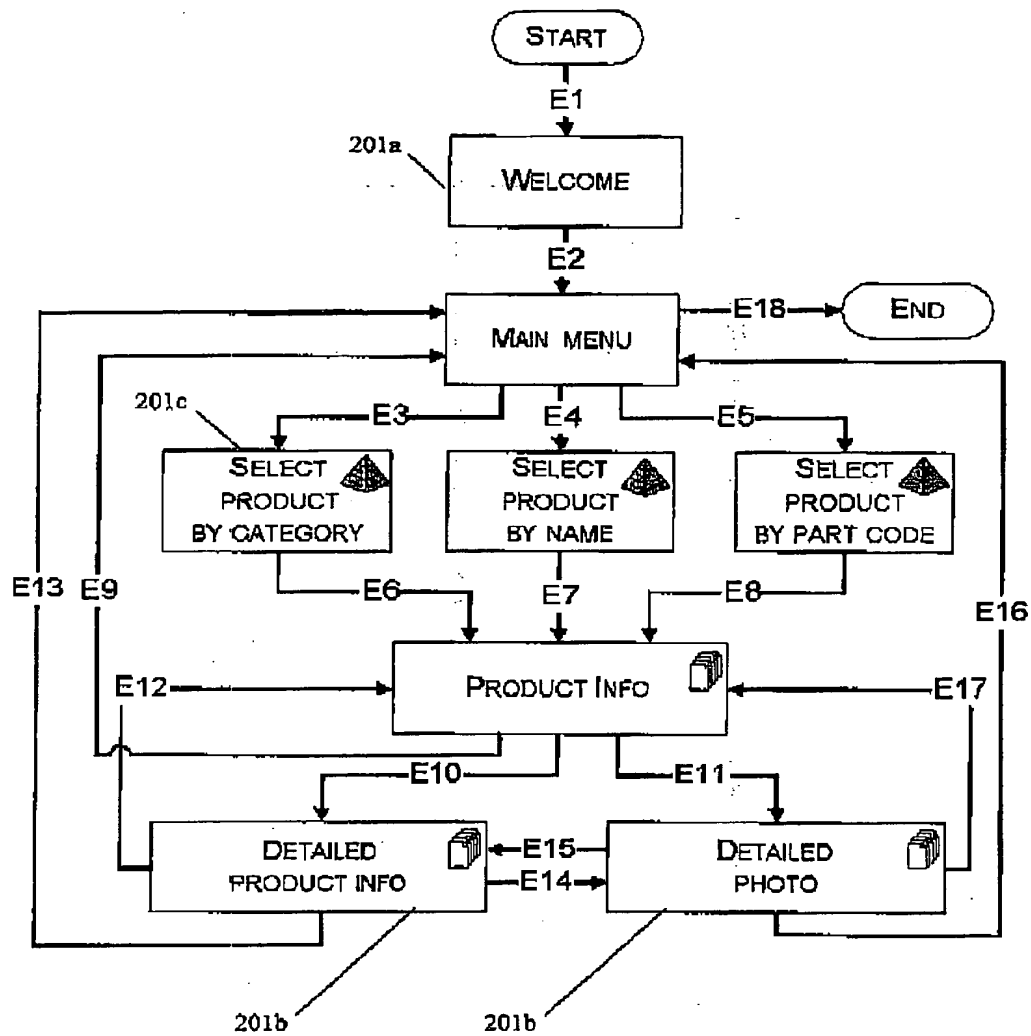 START
E1
201a
WELCOME
E2
MAIN MENU
E18
END
201c
E3
E4
E5
SELECT
PRODUCT
BY CATEGORY
SELECT
PRODUCT
BY NAME
SELECT
PRODUCT
BY PART CODE
E13
E9
E6
E7
E8
E16
E12
PRODUCT INFO
E17
E10
E11
DETAILED
PRODUCT INFO
E15
E14
DETAILED
PHOTO
201b
201b